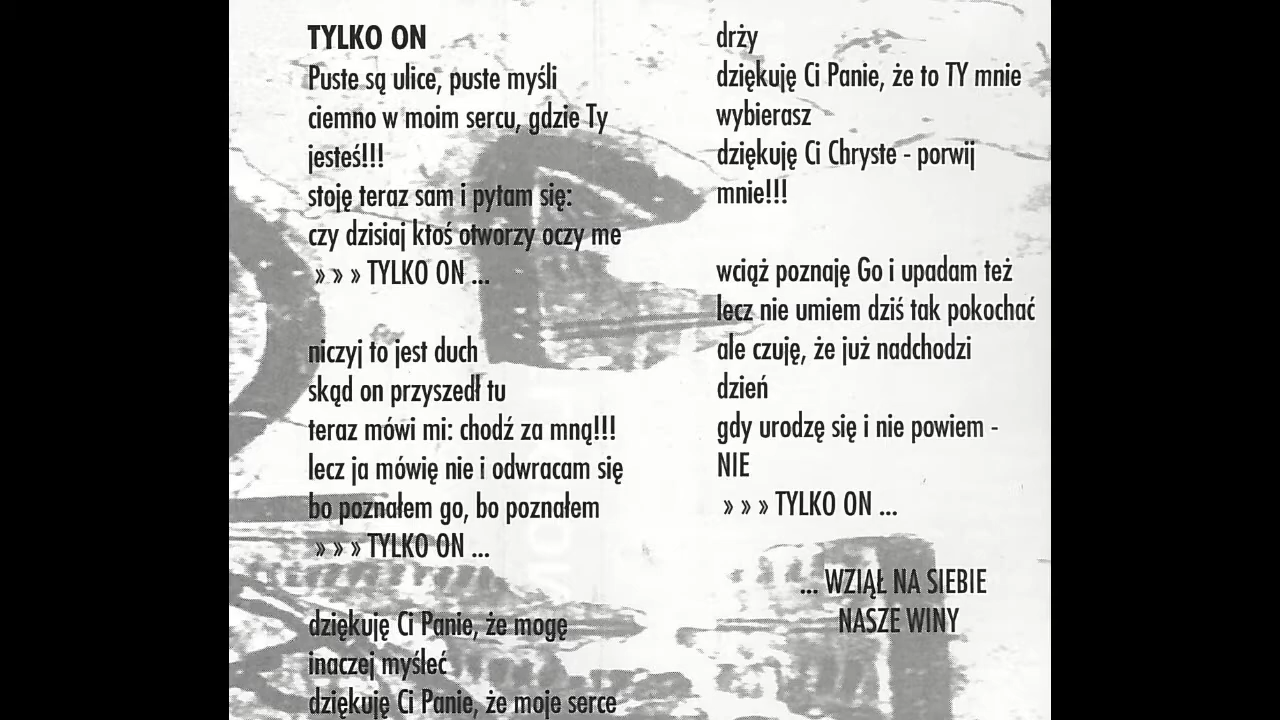 TYLKO ON
Puste są ulice, puste myśli
ciemno w moim sercu, gdzie Ty
jesteś!!!
stoję teraz sam i pytam się:
czy dzisiaj ktoś otworzy oczy me
» » » TYLKO ON ...
niczyj to jest duch
skąd on przyszedł tu
teraz mówi mi: chodź za mną!!!
lecz ja mówię nie i odwracam się
bo poznałem go, bo poznałem
» » » TYLKO ON ...
dziękuję Ci Panie, że mogę
inaczej myśleć
dziękuję Ci Panie, że moje serce
drży
dziękuję Ci Panie, że to TY mnie
wybierasz
dziękuję Ci Chryste - porwij
mnie!!!
wciąż poznaję Go i upadam też
lecz nie umiem dziś tak pokochać
ale czuję, że już nadchodzi
dzień
gdy urodzę się i nie powiem -
NIE
» » » TYLKO ON ...
... WZIĄŁ NA SIEBIE
NASZE WINY